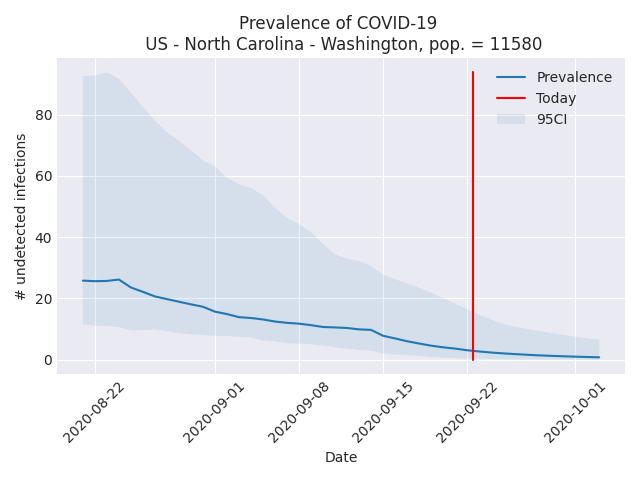 Prevalence of COVID-19
US - North Carolina - Washington, pop. = 11580
Prevalence
Today
95CI
# undetected infections
80
60
40
20
0
2020-08-22
2020-09-01
2020-09-08
2020-09-15
2020-09-22
2020-10-01
Date